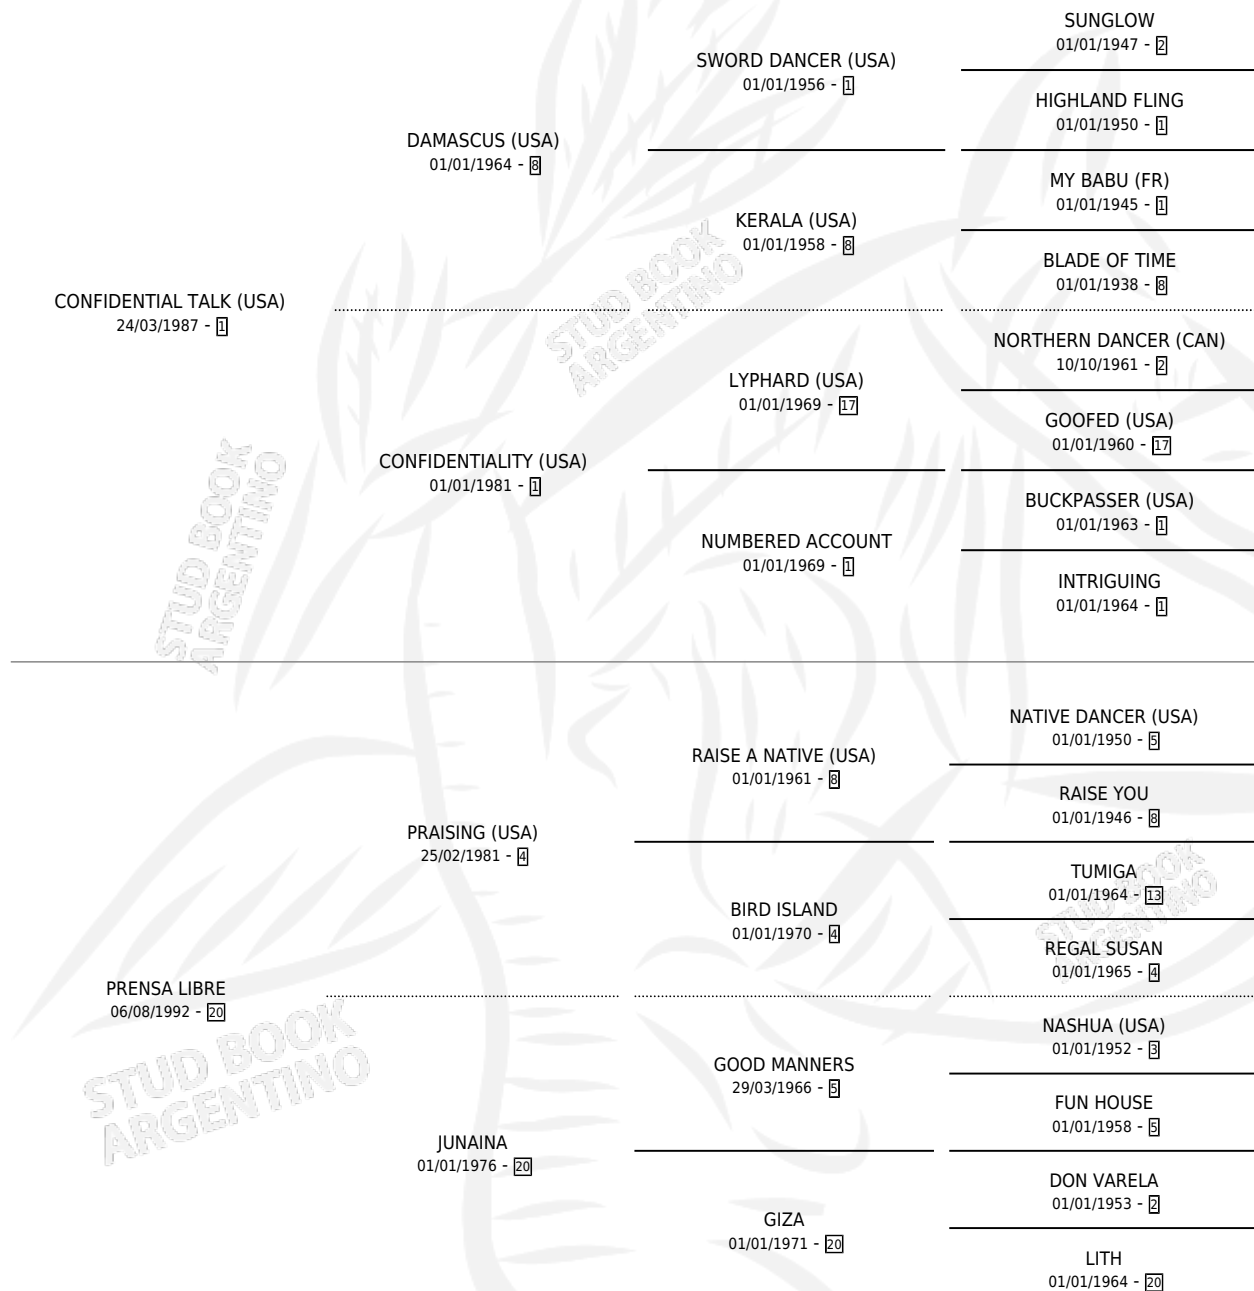 SUNGLOW
01/01/1947 - 2
SWORD DANCER (USA)
01/01/1956 - 1
HIGHLAND FLING
01/01/1950 - 1
DAMASCUS (USA)
01/01/1964 - 8
MY BABU (FR)
01/01/1945 - 1
KERALA (USA)
01/01/1958 - 8
BLADE OF TIME
01/01/1938 - 8
CONFIDENTIAL TALK (USA)
24/03/1987 - 1
NORTHERN DANCER (CAN)
10/10/1961 - 2
LYPHARD (USA)
01/01/1969 - 17
GOOFED (USA)
01/01/1960 - 17
CONFIDENTIALITY (USA)
01/01/1981 - 1
BUCKPASSER (USA)
01/01/1963 - 1
NUMBERED ACCOUNT
01/01/1969 - 1
INTRIGUING
01/01/1964 - 1
NATIVE DANCER (USA)
01/01/1950 - 5
RAISE A NATIVE (USA)
01/01/1961 - 8
RAISE YOU
01/01/1946 - 8
PRAISING (USA)
25/02/1981 - 4
TUMIGA
01/01/1964 - 13
BIRD ISLAND
01/01/1970 - 4
REGAL SUSAN
01/01/1965 - 4
PRENSA LIBRE
06/08/1992 - 20
NASHUA (USA)
01/01/1952 - 3
GOOD MANNERS
29/03/1966 - 5
FUN HOUSE
01/01/1958 - 5
JUNAINA
01/01/1976 - 20
DON VARELA
01/01/1953 - 2
GIZA
01/01/1971 - 20
LITH
01/01/1964 - 20
STUD BOOK
ARGENTINO
STUD BOOK
ARGENTINO
STUD BOOK
ARGENTINO
STUD BOOK
ARGENTINO